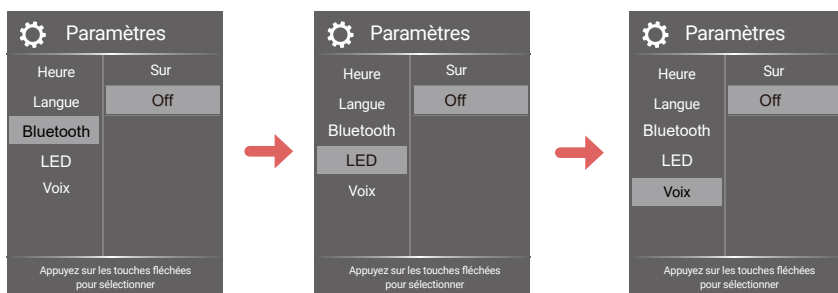 Paramètres
Heure
Langue
Bluetooth
LED
Voix
Sur
Off
Appuyez sur les touches fléchées
pour sélectionner
Paramètres
Heure
Langue
Bluetooth
LED
Voix
Sur
Off
Appuyez sur les touches fléchées
pour sélectionner
Paramètres
Heure
Langue
Bluetooth
LED
Voix
Sur
Off
Appuyez sur les touches fléchées
pour sélectionner